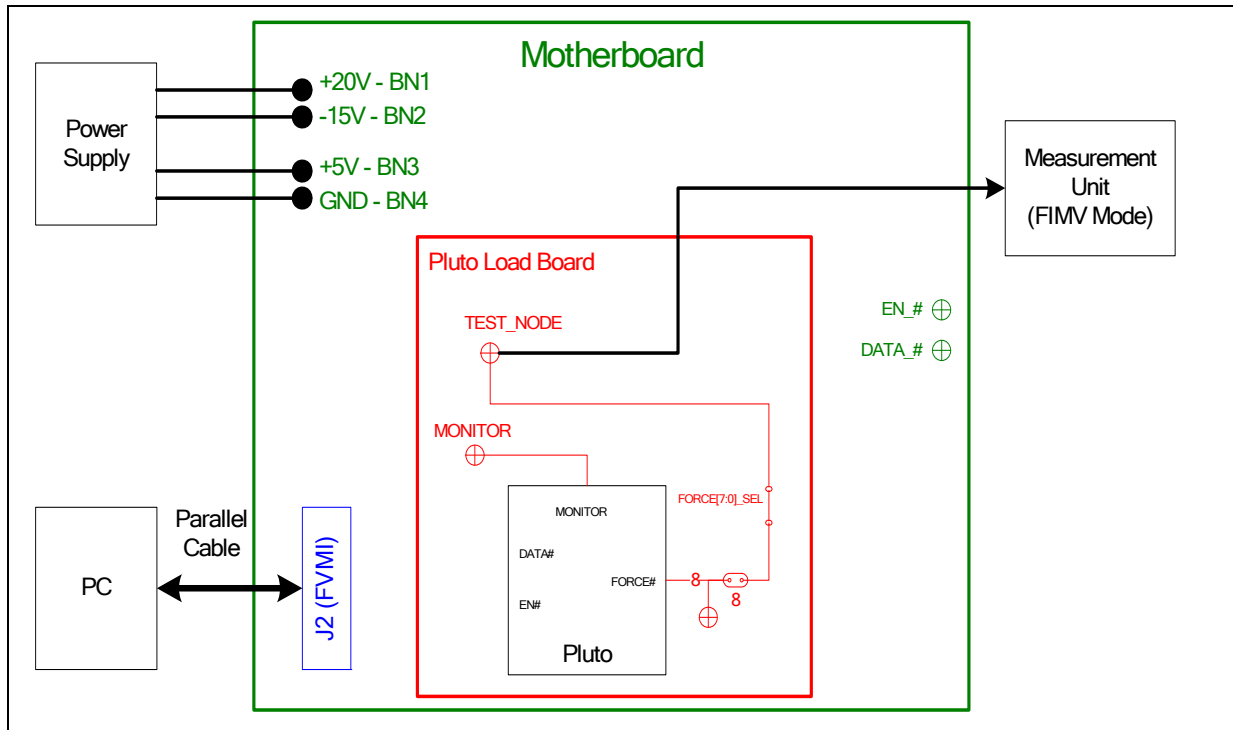 Motherboard
Power
Supply
+20V - BN1
-15V - BN2
+5V - BN3
GND - BN4
Measurement
Unit
(FIMV Mode)
Pluto Load Board
TEST_NODE
EN_#
DATA_#
MONITOR
FORCE[7:0]_SEL
MONITOR
DATA#
FORCE#
8
8
EN#
Pluto
PC
Parallel
Cable
J2 (FVMI)